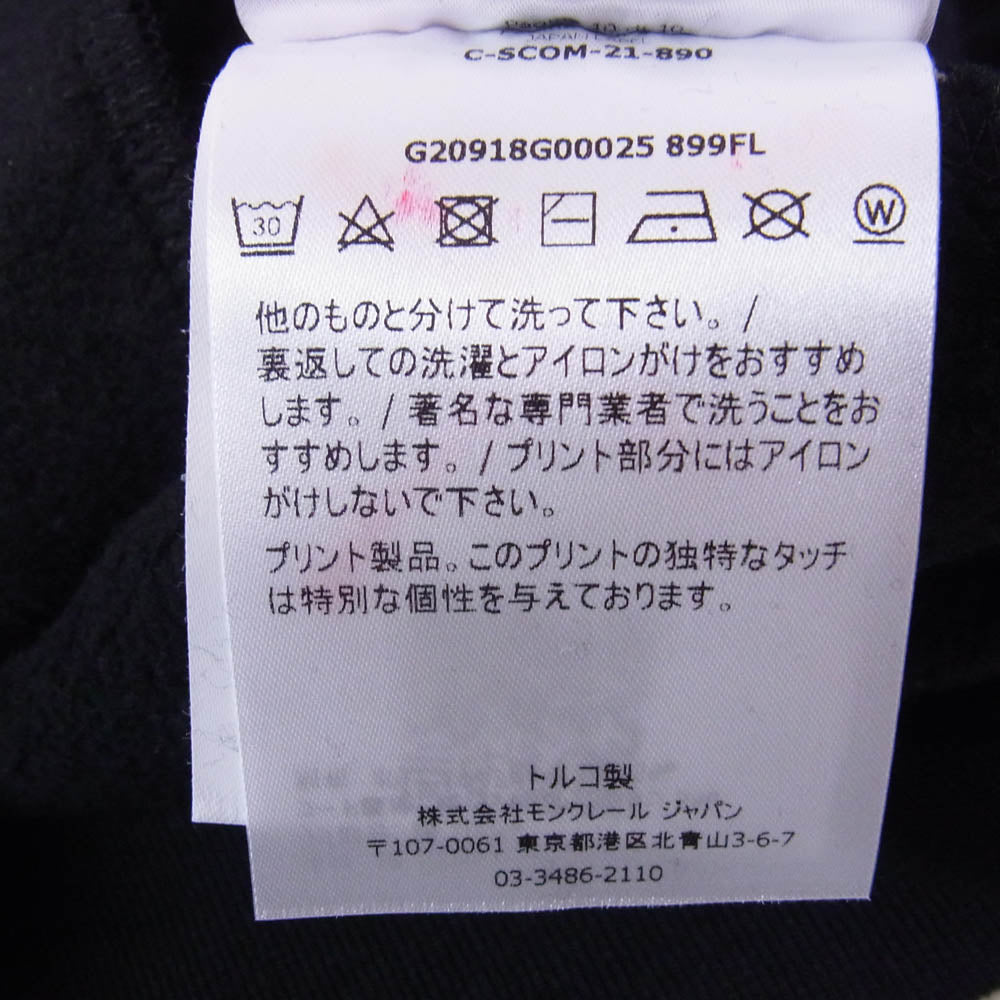 JAPAN LABEL
C-SCOM-21-890
G20918G00025 899FL
30
W
他のものと分けて洗って下さい。/
裏返しての洗濯とアイロンがけをおすすめ
します。/ 著名な専門業者で洗うことをお
すすめします。/ プリント部分にはアイロン
がけしないで下さい。
プリント製品。このプリントの独特なタッチ
は特別な個性を与えております。
トルコ製
株式会社モンクレール ジャパン
〒107-0061 東京都港区北青山3-6-7
03-3486-2110